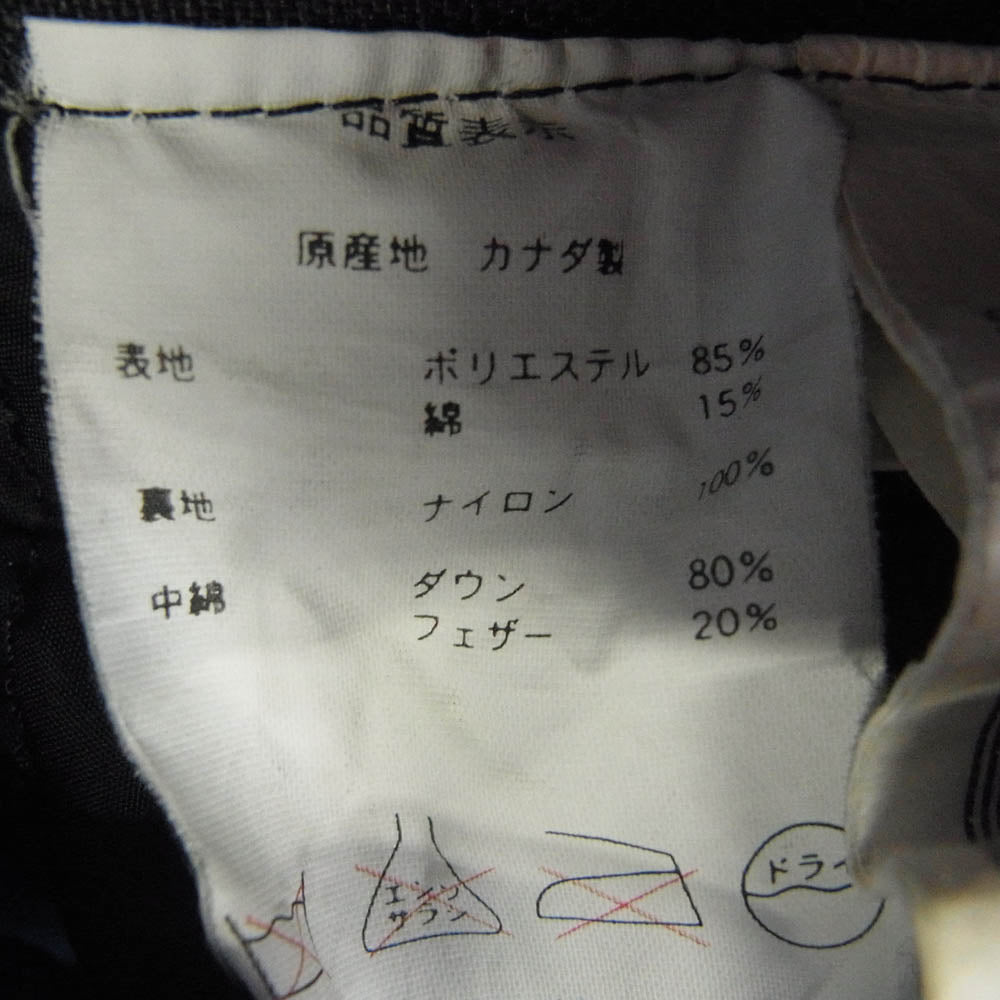 品質表示
原産地 カナダ製
表地 ポリエステル 85%
綿 15%
裏地 ナイロン 100%
中綿 ダウン 80%
フェザー 20%
エンソ
サラシ
ドライ